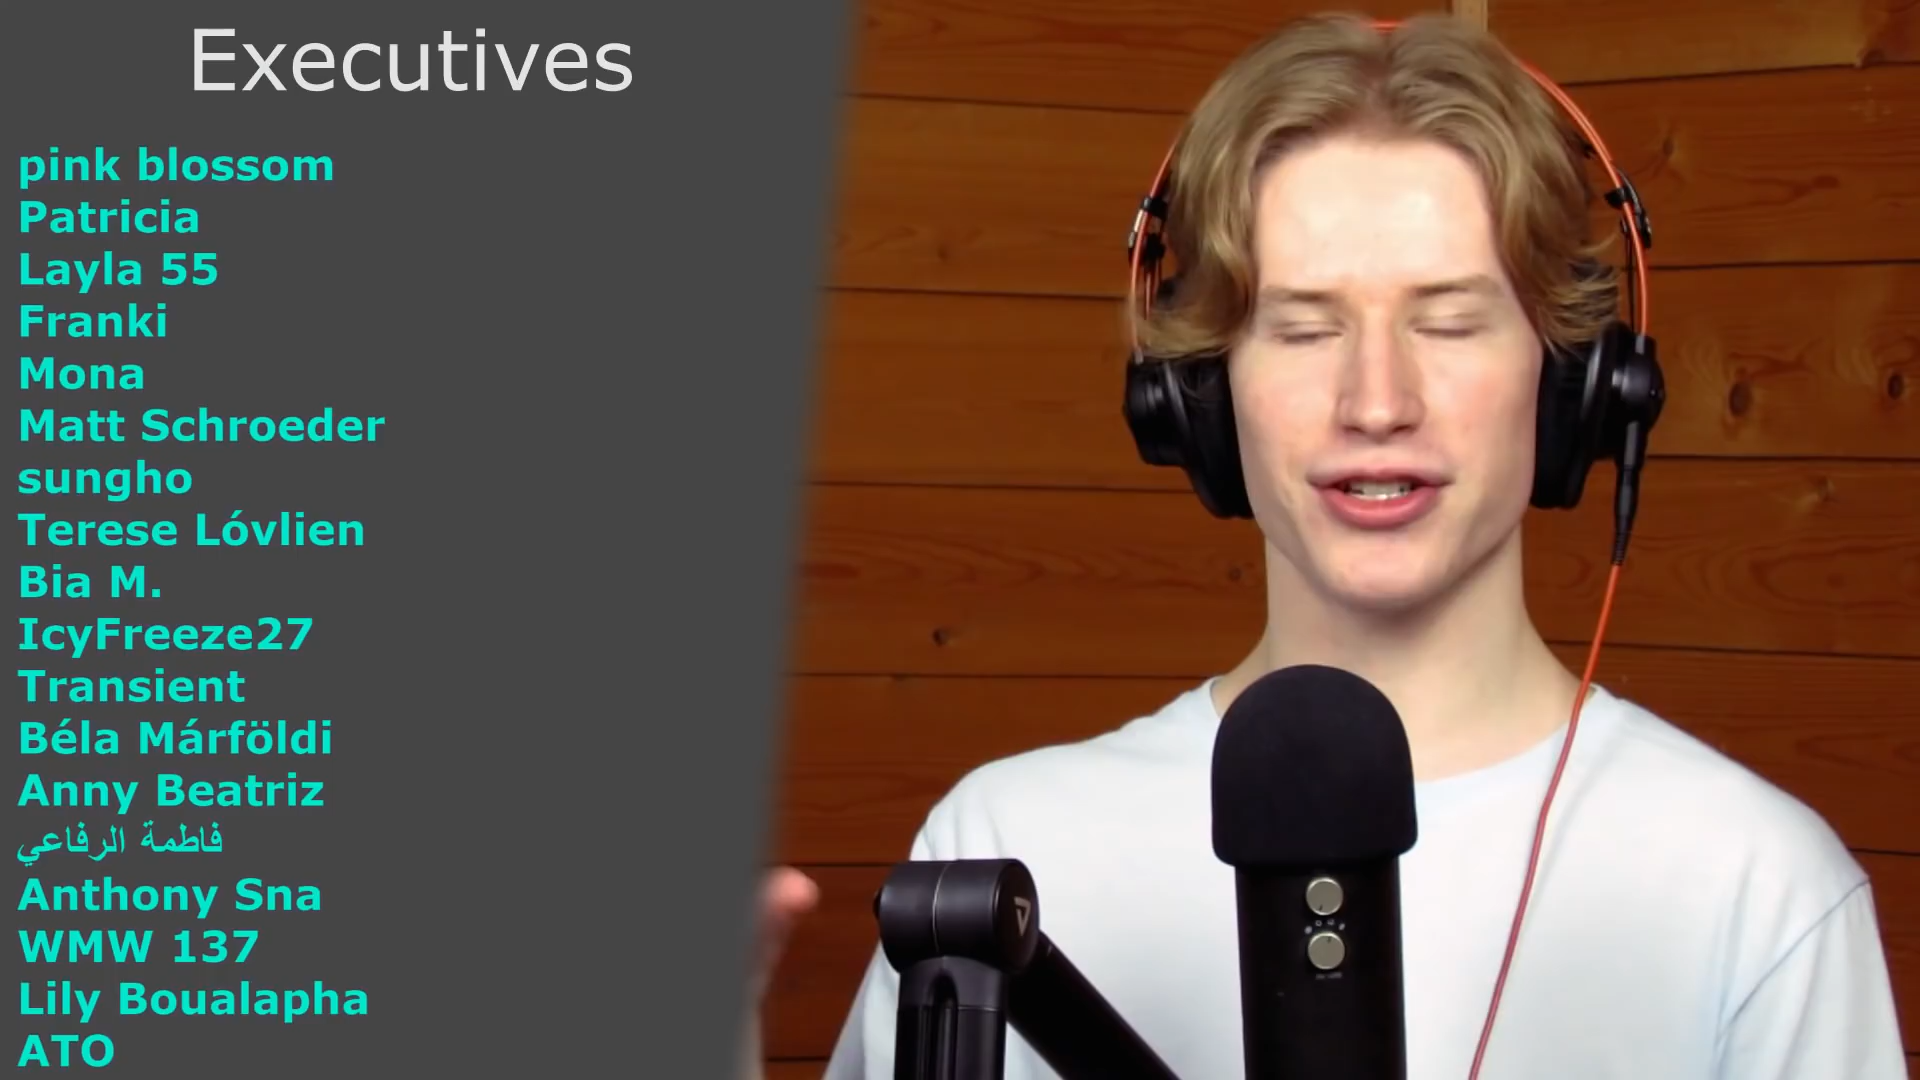 Executives
pink blossom
Patricia
Layla 55
Franki
Mona
Matt Schroeder
sungho
Terese Lóvlien
Bia M.
IcyFreeze27
Transient
Béla Márföldi
Anny Beatriz
فاطمة الرفاعي
Anthony Sna
WMW 137
Lily Boualapha
ATO